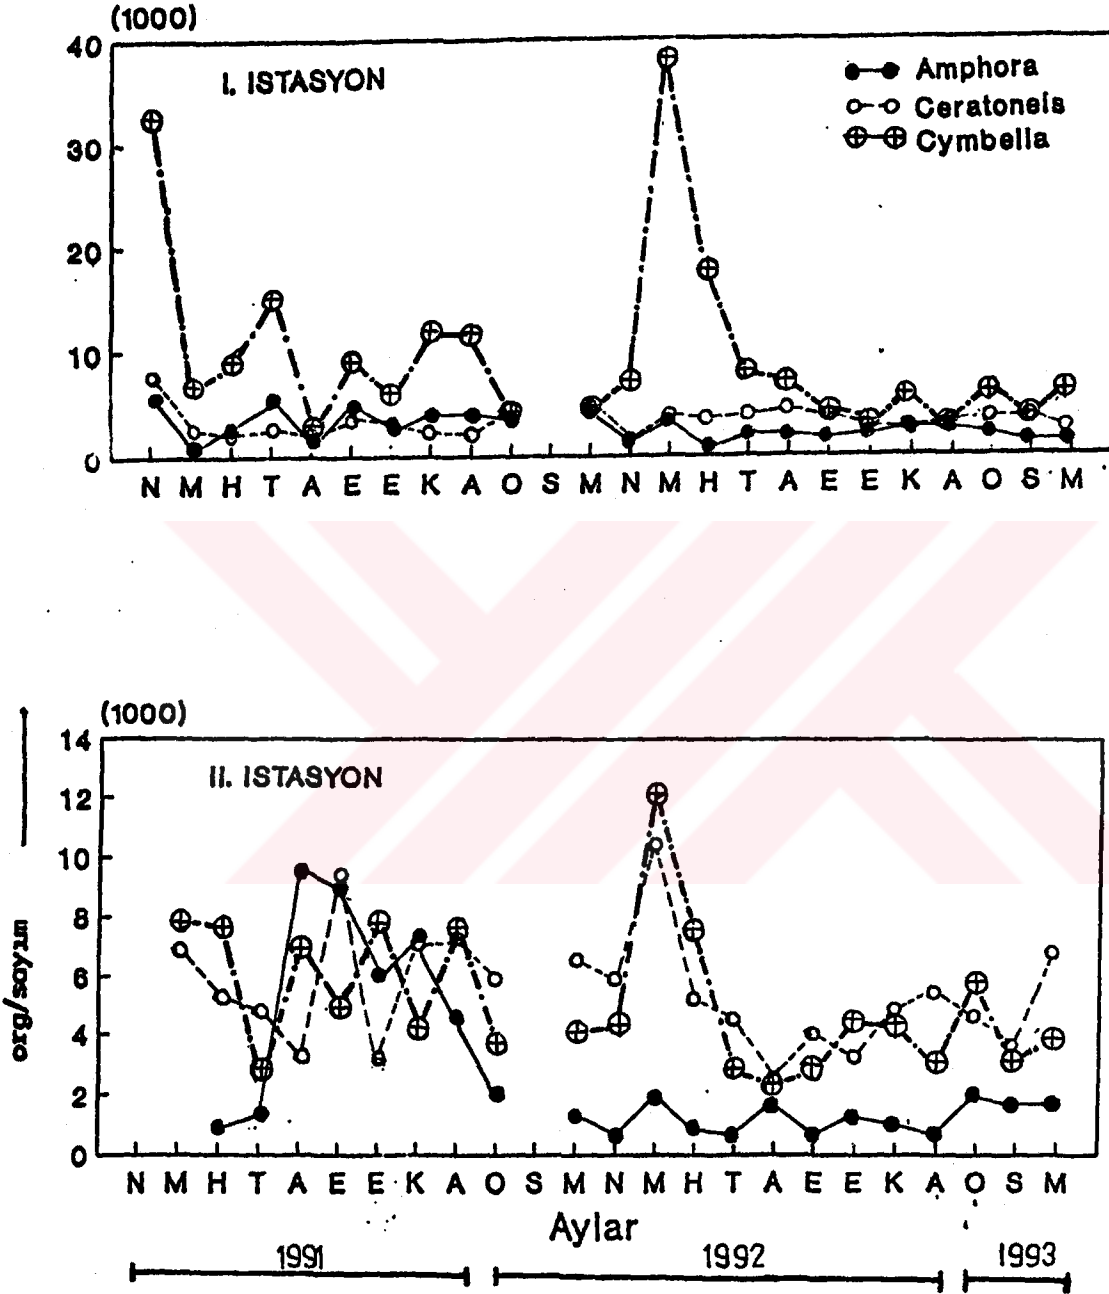 (1000)
40
I. ISTASYON
Amphora
Ceratoneis
Cymbella
30
20
10
0
N M H T A E E K A O S M N M H T A E E K A O S M
(1000)
14
II. ISTASYON
12
10
8
6
4
2
0
org/sayım
N M H T A E E K A O S M N M H T A E E K A O S M
Aylar
1991 1992 1993